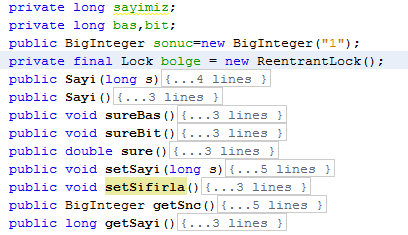 private long sayimiz;
private long bas,bit;
public BigInteger sonuc=new BigInteger("1");
private final Lock bolge = new ReentrantLock();
public Sayi(long s){...4 lines }
public Sayi(){...3 lines }
public void sureBas(){...3 lines }
public void sureBit(){...3 lines }
public double sure(){...3 lines }
public void setSayi(long s){...5 lines }
public void setSifirla(){...3 lines }
public BigInteger getSnc(){...5 lines }
public long getSayi(){...3 lines }